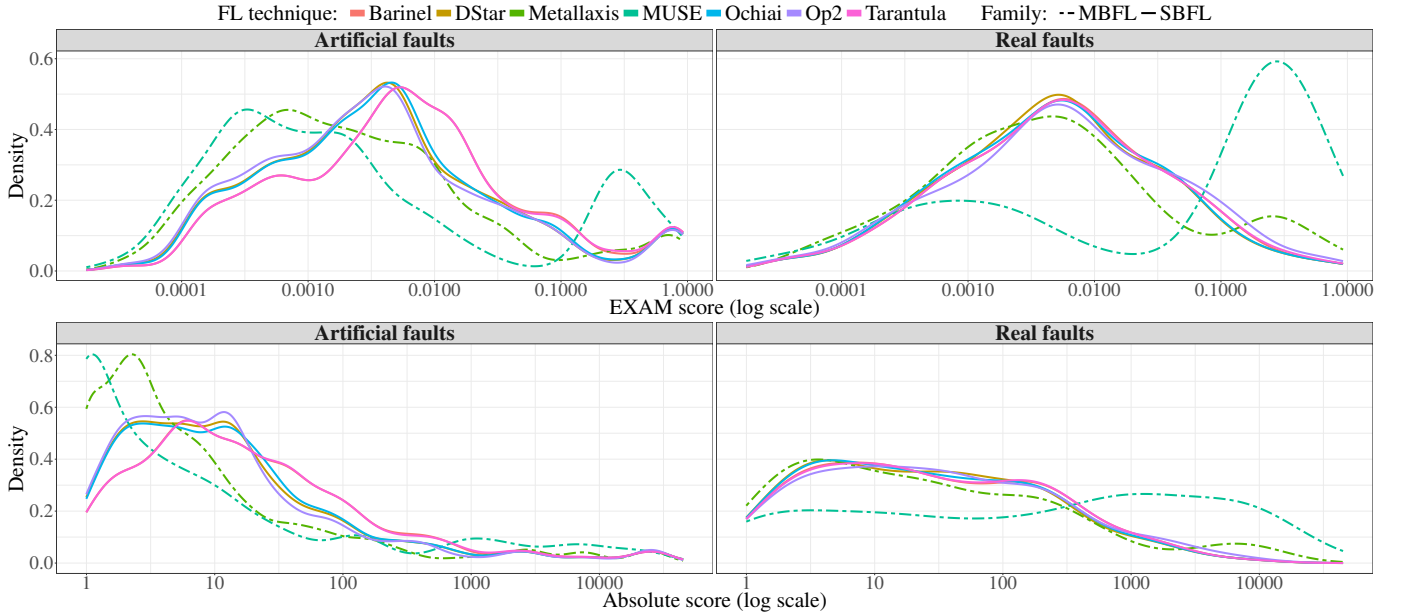 FL technique: Barinel DStar Metallaxis MUSE Ochiai Op2 Tarantula Family: MBFL SBFL
Artificial faults Real faults
0.6
0.4
0.2
0.0
Density
0.0001 0.0010 0.0100 0.1000 1.0000 0.0001 0.0010 0.0100 0.1000 1.0000
EXAM score (log scale)
Artificial faults Real faults
0.8
0.6
0.4
0.2
0.0
Density
1 10 100 1000 10000 1 10 100 1000 10000
Absolute score (log scale)